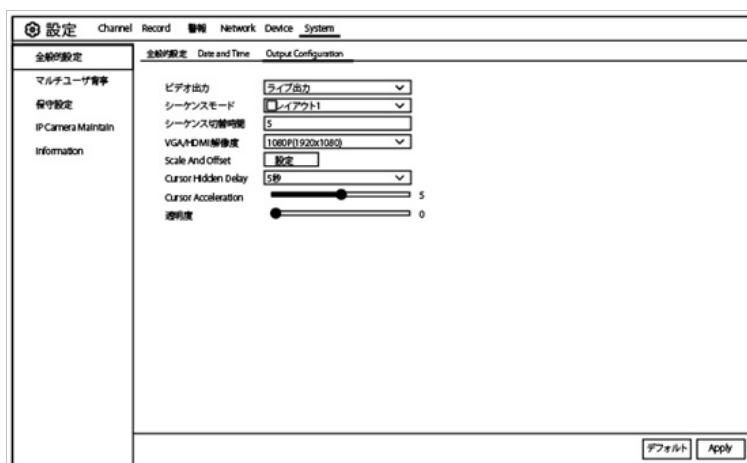 設定 Channel Record 警報 Network Device System
全般的設定 Date and Time Output Configuration
全般的設定
マルチユーザ育事
保守設定
IP Camera Maintain
Information
ビデオ出力 ライブ出力
シーケンスモード レイアウト1
シーケンス切替時間 5
VGA/HDMI解像度 1080P(1920x1080)
Scale And Offset 設定
Cursor Hidden Delay 5秒
Cursor Acceleration 5
透明度 0
デフォルト Apply